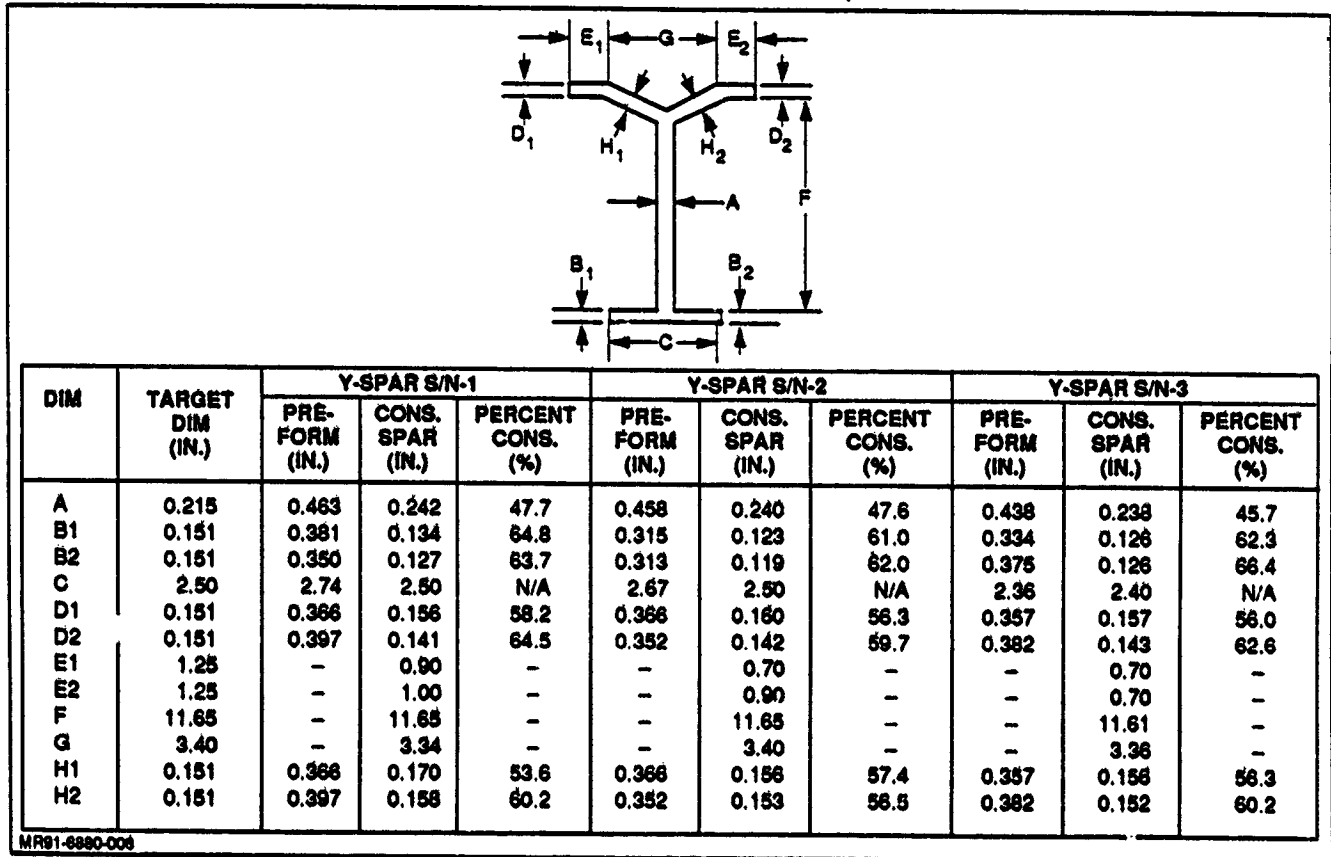 E1 G E2
D1 H1 H2 D2
A F
B1 B2
C
DIM TARGET DIM (IN.) Y-SPAR S/N-1 Y-SPAR S/N-2 Y-SPAR S/N-3
PRE-FORM (IN.) CONS. SPAR (IN.) PERCENT CONS. (%) PRE-FORM (IN.) CONS. SPAR (IN.) PERCENT CONS. (%) PRE-FORM (IN.) CONS. SPAR (IN.) PERCENT CONS. (%)
A 0.215 0.463 0.242 47.7 0.458 0.240 47.6 0.438 0.238 45.7
B1 0.151 0.381 0.134 64.8 0.315 0.123 61.0 0.334 0.126 62.3
B2 0.151 0.350 0.127 63.7 0.313 0.119 62.0 0.375 0.126 66.4
C 2.50 2.74 2.50 N/A 2.67 2.50 N/A 2.36 2.40 N/A
D1 0.151 0.366 0.156 58.2 0.366 0.160 56.3 0.357 0.157 56.0
D2 0.151 0.397 0.141 64.5 0.352 0.142 59.7 0.382 0.143 62.6
E1 1.25 – 0.90 – – 0.70 – – 0.70 –
E2 1.25 – 1.00 – – 0.90 – – 0.70 –
F 11.65 – 11.65 – – 11.65 – – 11.61 –
G 3.40 – 3.34 – – 3.40 – – 3.36 –
H1 0.151 0.366 0.170 53.6 0.366 0.156 57.4 0.357 0.156 56.3
H2 0.151 0.397 0.158 60.2 0.352 0.153 56.5 0.382 0.152 60.2
MR91-6880-006